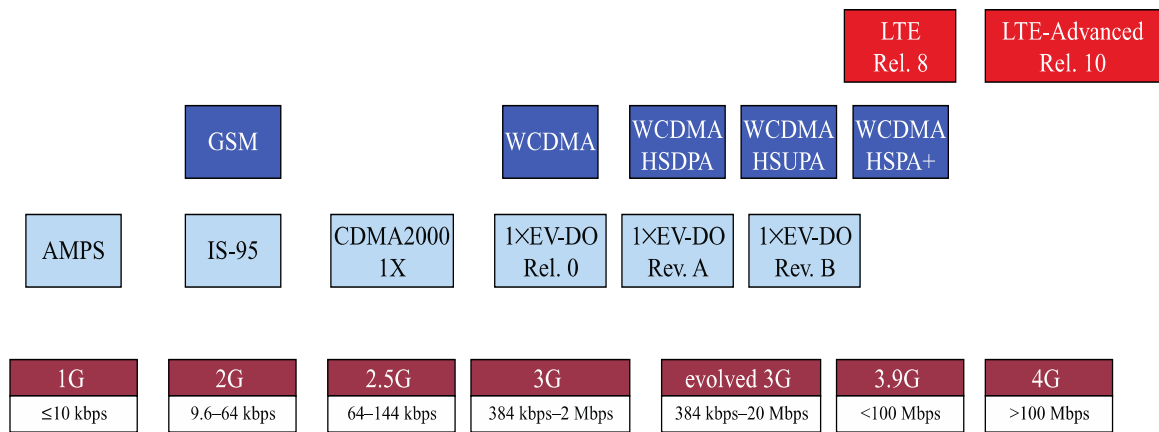 LTE
Rel. 8
LTE-Advanced
Rel. 10
GSM
WCDMA
WCDMA
HSDPA
WCDMA
HSUPA
WCDMA
HSPA+
AMPS
IS-95
CDMA2000
1X
1×EV-DO
Rel. 0
1×EV-DO
Rev. A
1×EV-DO
Rev. B
1G
≤10 kbps
2G
9.6–64 kbps
2.5G
64–144 kbps
3G
384 kbps–2 Mbps
evolved 3G
384 kbps–20 Mbps
3.9G
<100 Mbps
4G
>100 Mbps